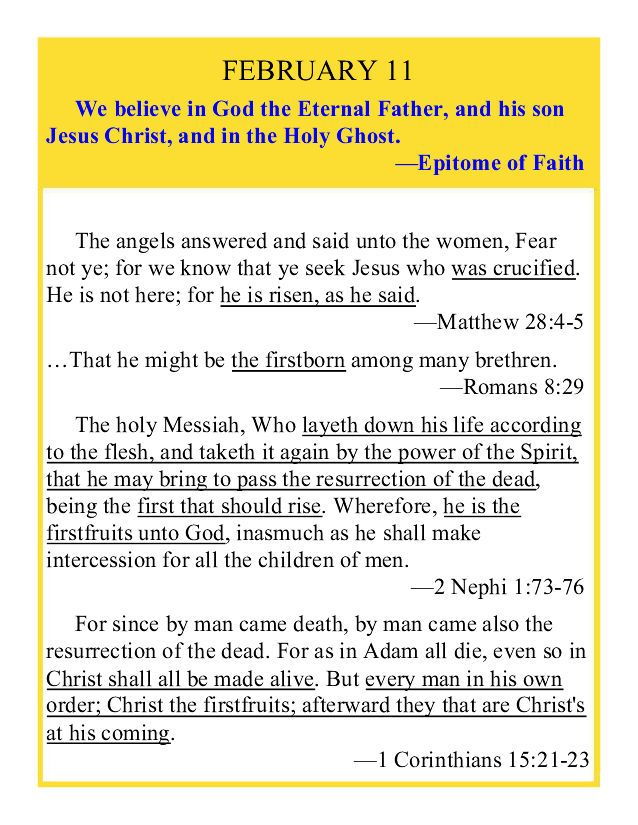 FEBRUARY 11
We believe in God the Eternal Father, and his son
Jesus Christ, and in the Holy Ghost.
—Epitome of Faith
The angels answered and said unto the women, Fear
not ye; for we know that ye seek Jesus who was crucified.
He is not here; for he is risen, as he said.
—Matthew 28:4-5
…That he might be the firstborn among many brethren.
—Romans 8:29
The holy Messiah, Who layeth down his life according
to the flesh, and taketh it again by the power of the Spirit,
that he may bring to pass the resurrection of the dead,
being the first that should rise. Wherefore, he is the
firstfruits unto God, inasmuch as he shall make
intercession for all the children of men.
—2 Nephi 1:73-76
For since by man came death, by man came also the
resurrection of the dead. For as in Adam all die, even so in
Christ shall all be made alive. But every man in his own
order; Christ the firstfruits; afterward they that are Christ's
at his coming.
—1 Corinthians 15:21-23